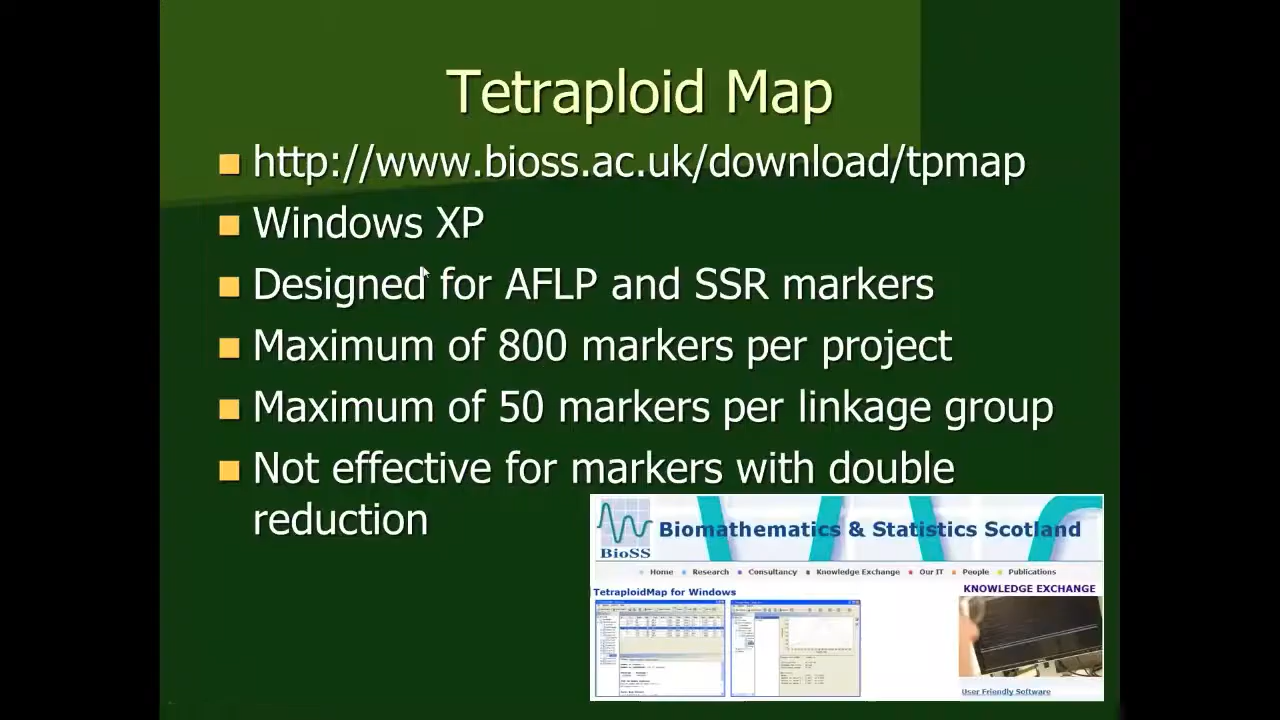 Tetraploid Map
http://www.bioss.ac.uk/download/tpmap
Windows XP
Designed for AFLP and SSR markers
Maximum of 800 markers per project
Maximum of 50 markers per linkage group
Not effective for markers with double
reduction
BioSS
Biomathematics & Statistics Scotland
Home Research Consultancy Knowledge Exchange Our IT People Publications
TetraploidMap for Windows
KNOWLEDGE EXCHANGE
User Friendly Software